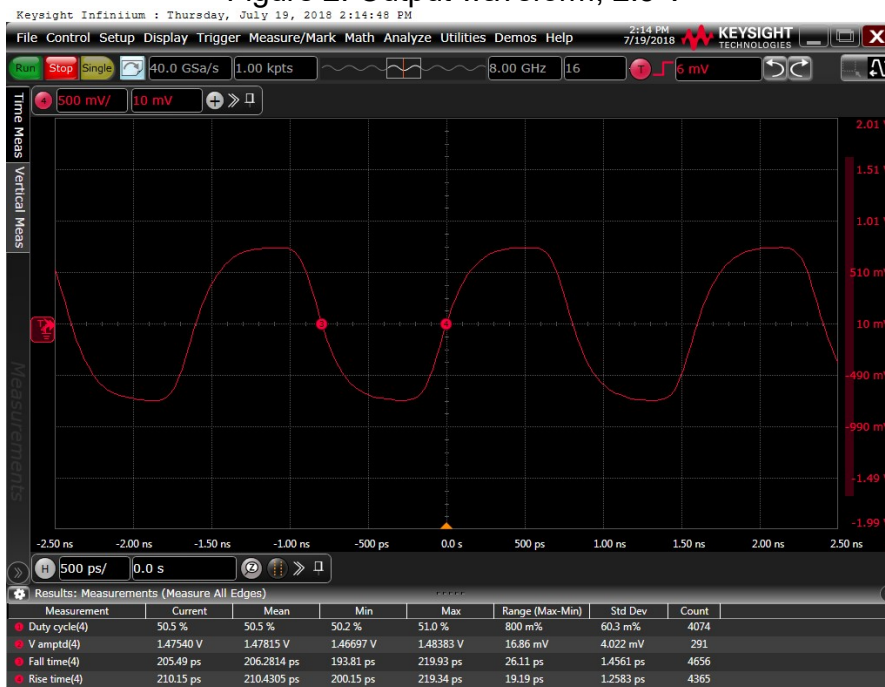 Keysight Infiniium : Thursday, July 19, 2018 2:14:48 PM
File Control Setup Display Trigger Measure/Mark Math Analyze Utilities Demos Help
2:14 PM
7/19/2018
KEYSIGHT
TECHNOLOGIES
Run Stop Single 40.0 GSa/s 1.00 kpts 8.00 GHz 16 T 6 mV
4 500 mV/ 10 mV
Time Meas
Vertical Meas
Measurements
2.01
1.51
1.01
510 m
10 m
-490 m
-990 m
-1.49
-1.99
T
3
4
-2.50 ns -2.00 ns -1.50 ns -1.00 ns -500 ps 0.0 s 500 ps 1.00 ns 1.50 ns 2.00 ns 2.50 ns
H 500 ps/ 0.0 s
Results: Measurements (Measure All Edges)
Measurement Current Mean Min Max Range (Max-Min) Std Dev Count
Duty cycle(4) 50.5 % 50.5 % 50.2 % 51.0 % 800 m% 60.3 m% 4074
V amptd(4) 1.47540 V 1.47815 V 1.46697 V 1.48383 V 16.86 mV 4.022 mV 291
Fall time(4) 205.49 ps 206.2814 ps 193.81 ps 219.93 ps 26.11 ps 1.4561 ps 4656
Rise time(4) 210.15 ps 210.4305 ps 200.15 ps 219.34 ps 19.19 ps 1.2583 ps 4365